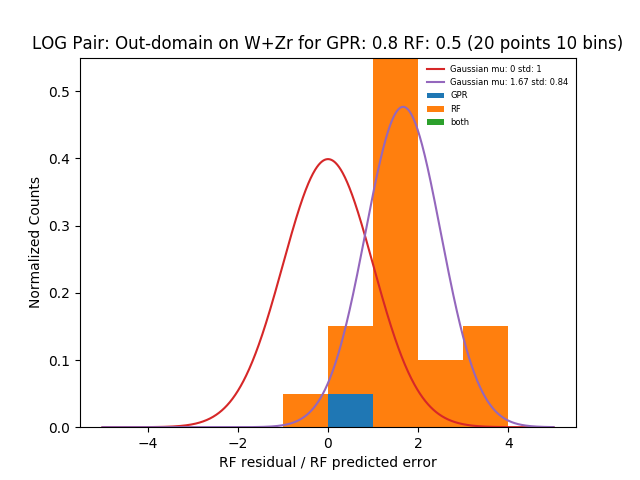 LOG Pair: Out-domain on W+Zr for GPR: 0.8 RF: 0.5 (20 points 10 bins)
Gaussian mu: 0 std: 1
Gaussian mu: 1.67 std: 0.84
GPR
RF
both
Normalized Counts
0.5
0.4
0.3
0.2
0.1
0.0
−4
−2
0
2
4
RF residual / RF predicted error